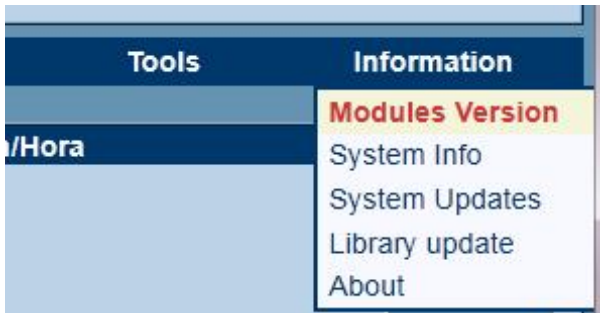 Tools Information
Modules Version
/Hora
System Info
System Updates
Library update
About